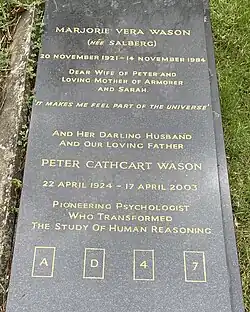 MARJORIE VERA WASON
(NÉE SALBERG)
20 NOVEMBER 1921 - 14 NOVEMBER 1984
DEAR WIFE OF PETER AND
LOVING MOTHER OF ARMORER
AND SARAH
'IT MAKES ME FEEL PART OF THE UNIVERSE'
AND HER DARLING HUSBAND
AND OUR LOVING FATHER
PETER CATHCART WASON
22 APRIL 1924 - 17 APRIL 2003
PIONEERING PSYCHOLOGIST
WHO TRANSFORMED
THE STUDY OF HUMAN REASONING
A D 4 7